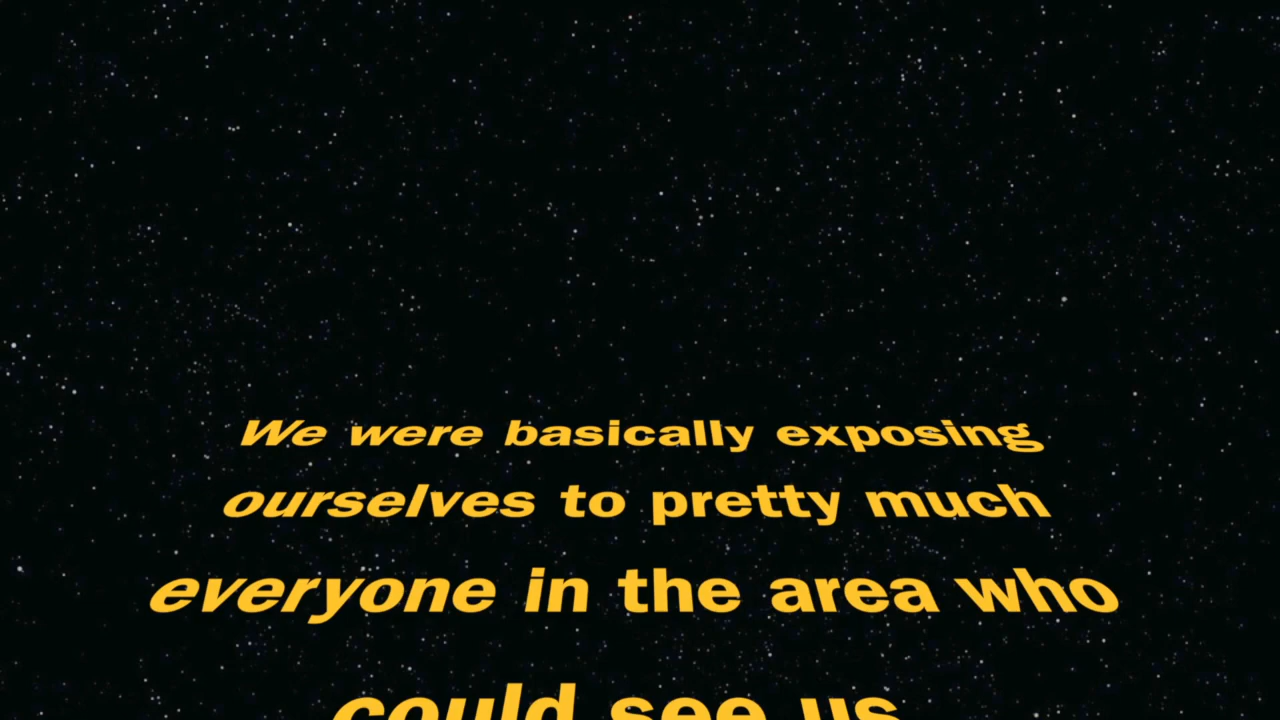 We were basically exposing
ourselves to pretty much
everyone in the area who
could see us